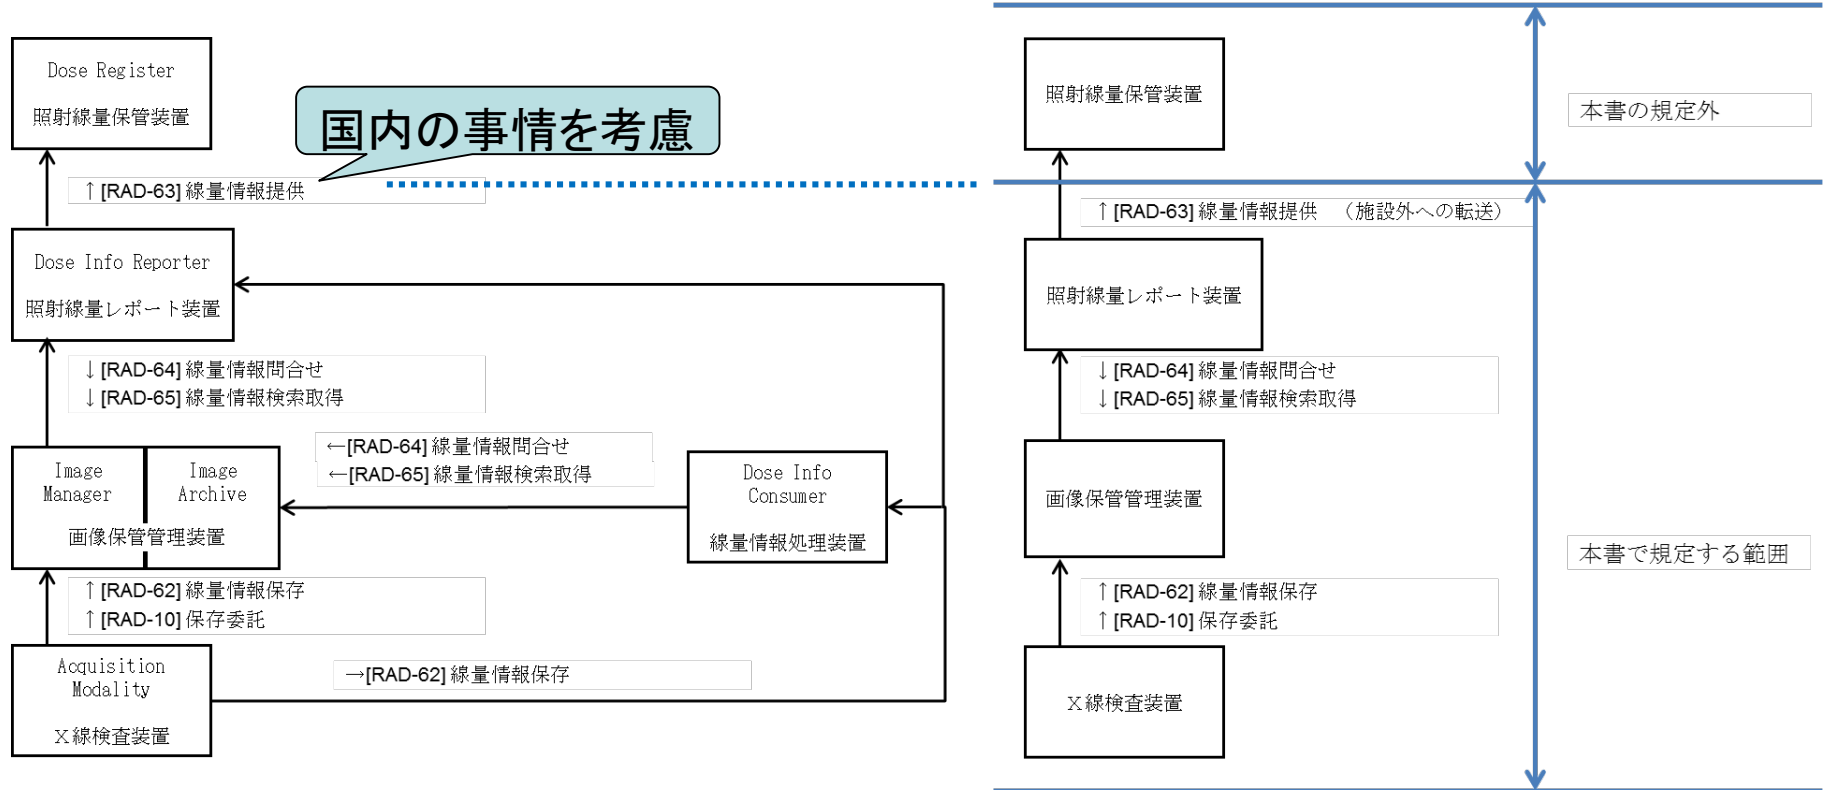 Dose Register
照射線量保管装置
国内の事情を考慮
↑[RAD-63] 線量情報提供
Dose Info Reporter
照射線量レポート装置
↓[RAD-64] 線量情報問合せ
↓[RAD-65] 線量情報検索取得
Image
Manager
Image
Archive
画像保管管理装置
←[RAD-64] 線量情報問合せ
←[RAD-65] 線量情報検索取得
Dose Info
Consumer
線量情報処理装置
↑[RAD-62] 線量情報保存
↑[RAD-10] 保存委託
Acquisition
Modality
X線検査装置
→[RAD-62] 線量情報保存
照射線量保管装置
本書の規定外
↑[RAD-63] 線量情報提供 （施設外への転送）
照射線量レポート装置
↓[RAD-64] 線量情報問合せ
↓[RAD-65] 線量情報検索取得
画像保管管理装置
本書で規定する範囲
↑[RAD-62] 線量情報保存
↑[RAD-10] 保存委託
X線検査装置